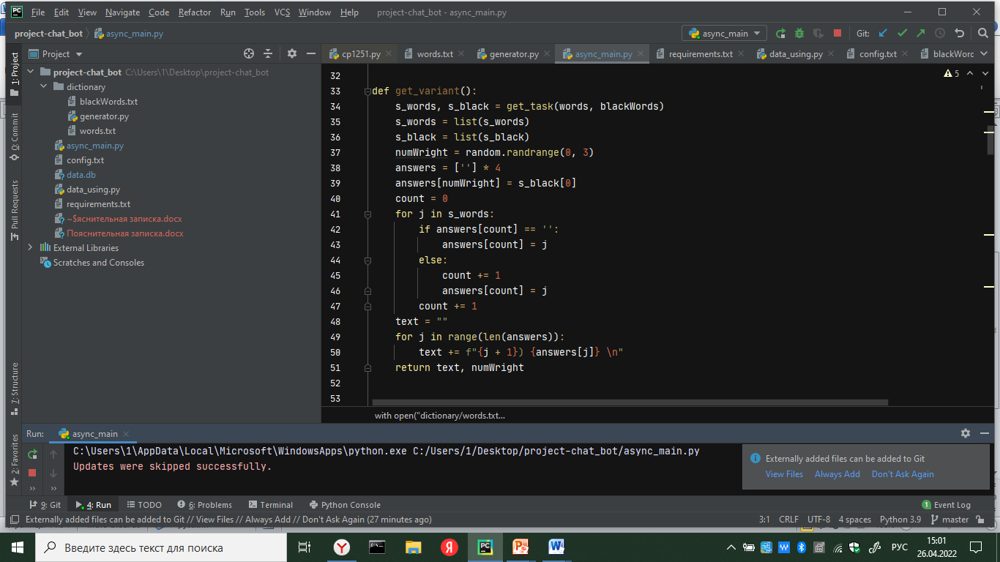 File Edit View Navigate Code Refactor Run Tools VCS Window Help project-chat_bot - async_main.py
project-chat_bot async_main.py async_main Git:
Project cp1251.py words.txt generator.py async_main.py requirements.txt data_using.py config.txt blackWorc
1: Project
0: Commit
Pull Requests
7: Structure
2: Favorites
project-chat_bot C:\Users\1\Desktop\project-chat_bot
dictionary
blackWords.txt
generator.py
words.txt
async_main.py
config.txt
data.db
data_using.py
requirements.txt
~$яснительная записка.docx
Пояснительная записка.docx
External Libraries
Scratches and Consoles
5
32
33 def get_variant():
34 s_words, s_black = get_task(words, blackWords)
35 s_words = list(s_words)
36 s_black = list(s_black)
37 numWright = random.randrange(0, 3)
38 answers = [''] * 4
39 answers[numWright] = s_black[0]
40 count = 0
41 for j in s_words:
42 if answers[count] == '':
43 answers[count] = j
44 else:
45 count += 1
46 answers[count] = j
47 count += 1
48 text = ""
49 for j in range(len(answers)):
50 text += f"{j + 1}) {answers[j]} \n"
51 return text, numWright
52
53
with open("dictionary/words.txt...
Run: async_main
C:\Users\1\AppData\Local\Microsoft\WindowsApps\python.exe C:/Users/1/Desktop/project-chat_bot/async_main.py
Updates were skipped successfully.
Externally added files can be added to Git
View Files Always Add Don't Ask Again
9: Git 4: Run TODO 6: Problems Terminal Python Console 1 Event Log
Externally added files can be added to Git // View Files // Always Add // Don't Ask Again (27 minutes ago) 3:1 CRLF UTF-8 4 spaces Python 3.9 master
Введите здесь текст для поиска
РУС
15:01
26.04.2022